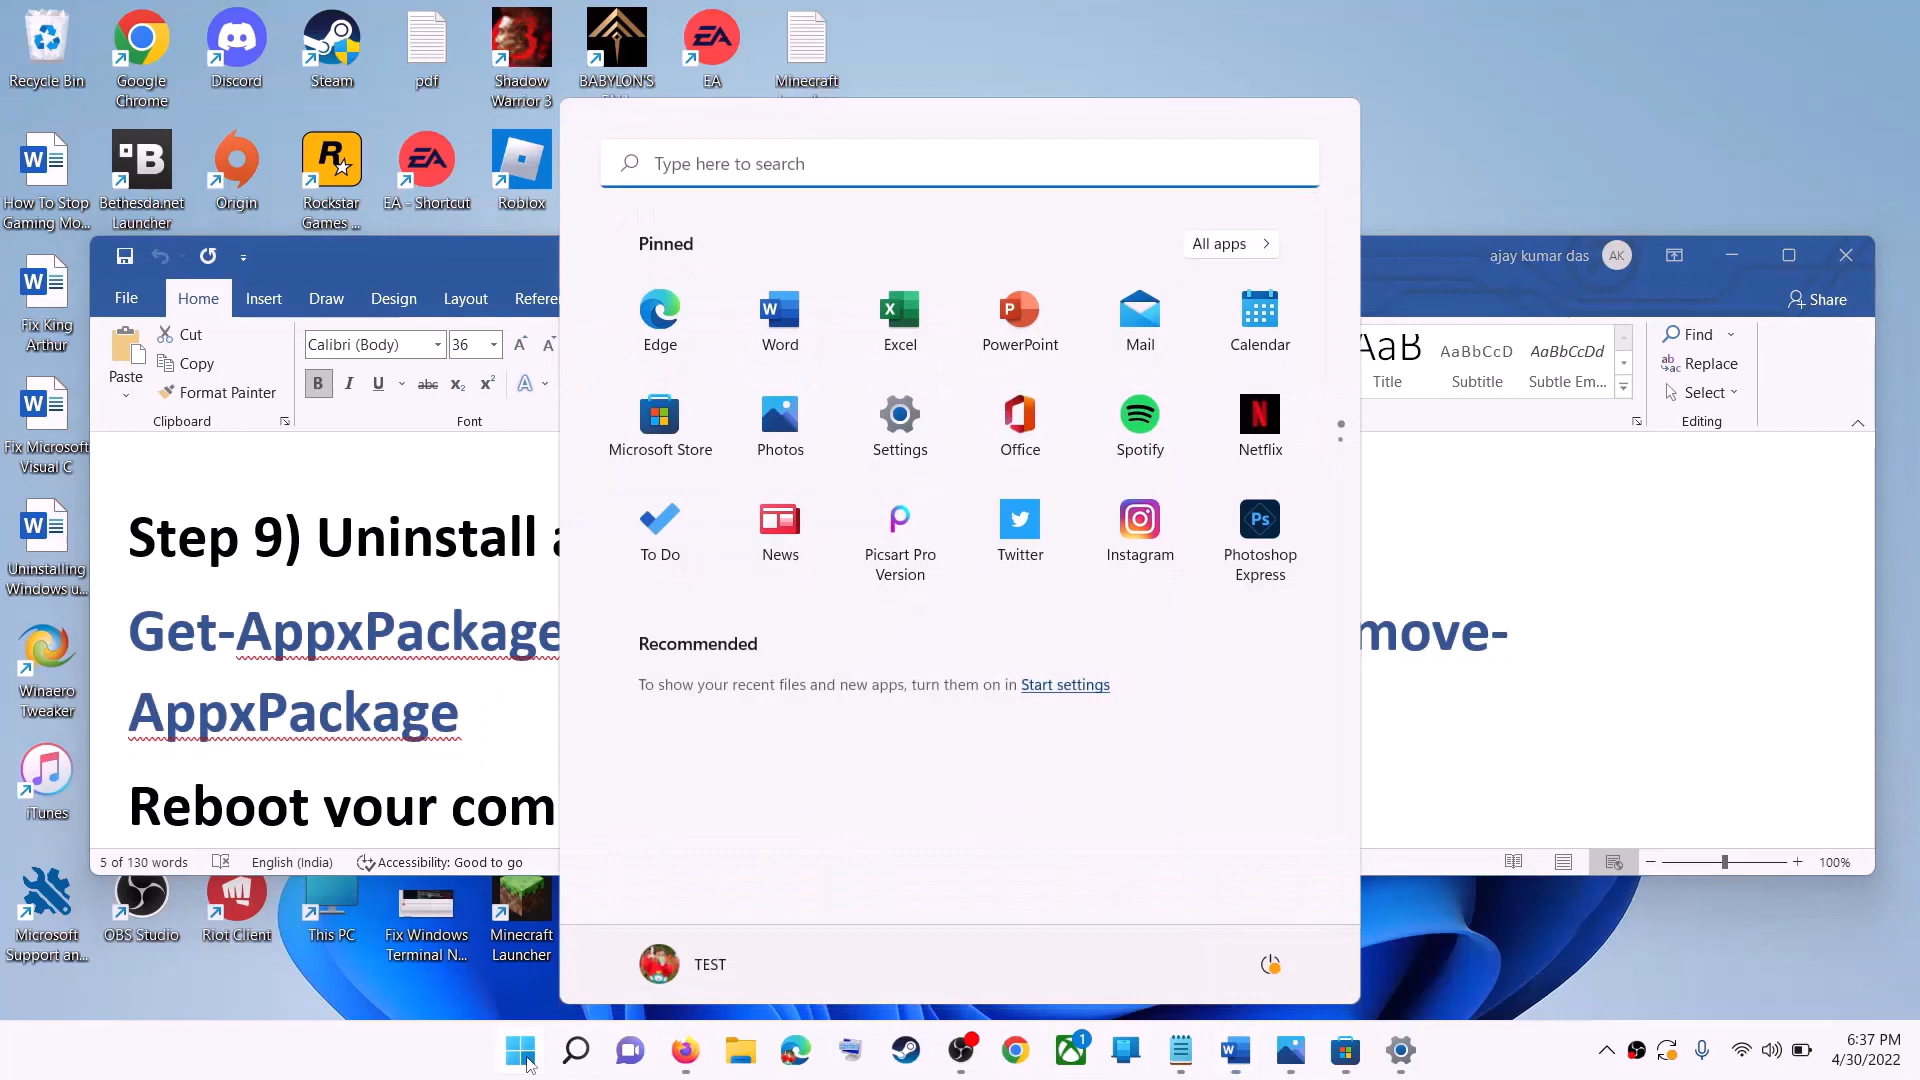 Recycle Bin
Google
Chrome
Discord
Steam
pdf
Shadow
Warrior 3
BABYLON'S
EA
Minecraft
How To Stop
Gaming Mo...
Bethesda.net
Launcher
Origin
Rockstar
Games ...
EA - Shortcut
Roblox
Fix King
Arthur
Fix Microsoft
Visual C
Uninstalling
Windows u...
Winaero
Tweaker
iTunes
Microsoft
Support an...
OBS Studio
Riot Client
This PC
Fix Windows
Terminal N...
Minecraft
Launcher
ajay kumar das
AK
File
Home
Insert
Draw
Design
Layout
Refere
Share
Paste
Cut
Copy
Format Painter
Clipboard
Calibri (Body)
36
Font
AaB
Title
AaBbCcD
Subtitle
AaBbCcDd
Subtle Em...
Find
Replace
Select
Editing
Step 9) Uninstall
Get-AppxPackage
move-
AppxPackage
Reboot your com
5 of 130 words
English (India)
Accessibility: Good to go
100%
Type here to search
Pinned
All apps
Edge
Word
Excel
PowerPoint
Mail
Calendar
Microsoft Store
Photos
Settings
Office
Spotify
Netflix
To Do
News
Picsart Pro
Version
Twitter
Instagram
Photoshop
Express
Recommended
To show your recent files and new apps, turn them on in Start settings
TEST
1
6:37 PM
4/30/2022